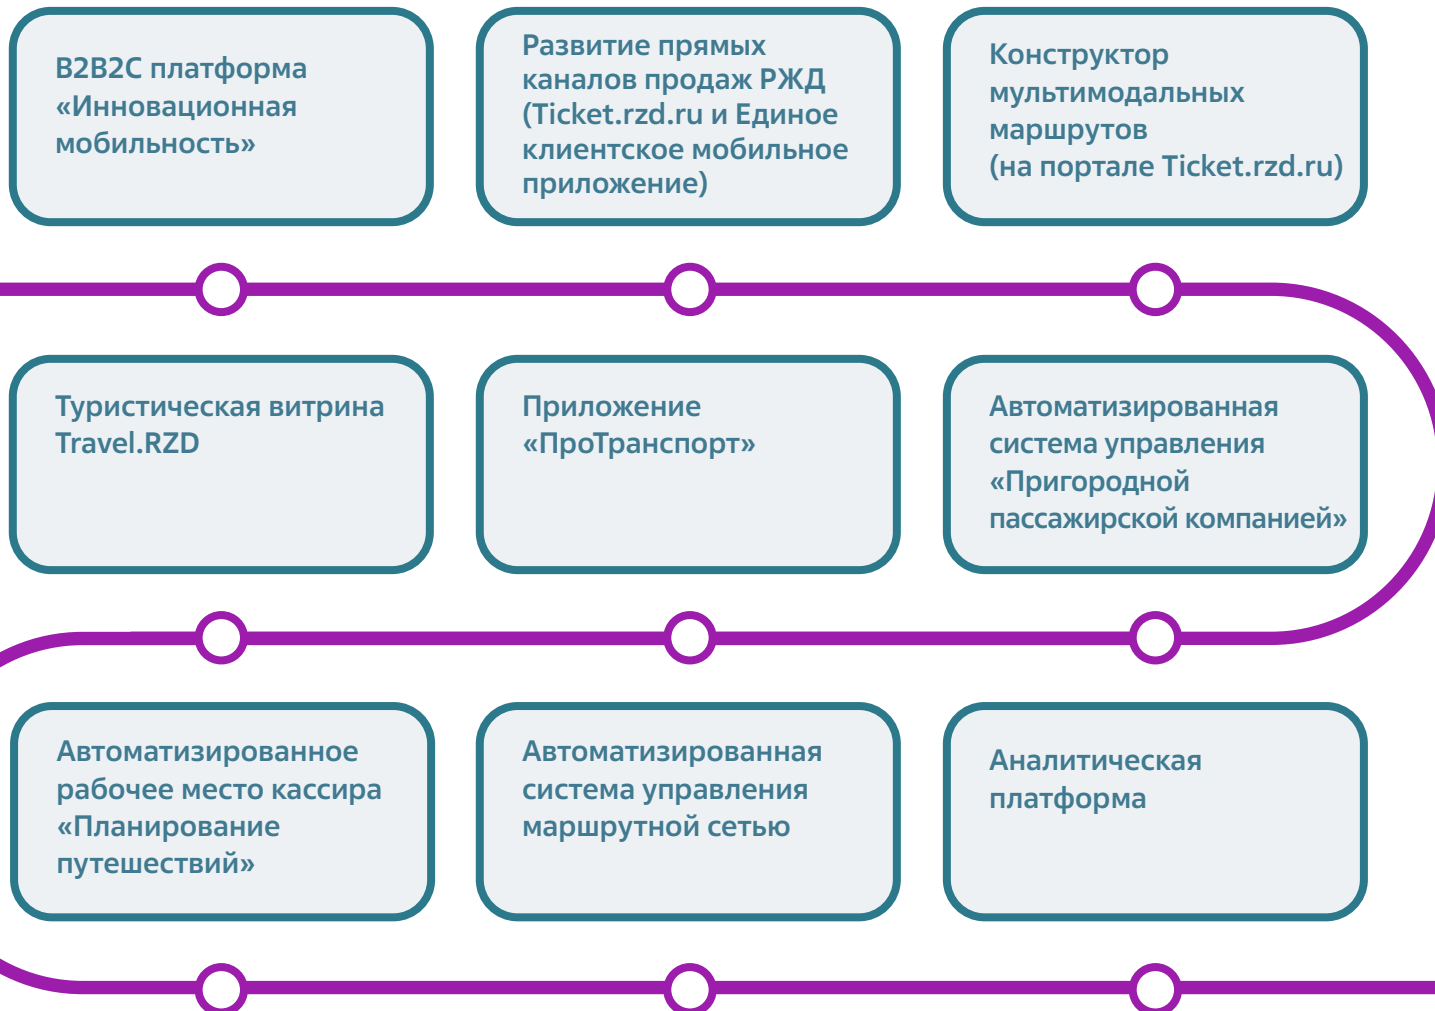 B2B2C платформа
«Инновационная
мобильность»
Развитие прямых
каналов продаж РЖД
(Ticket.rzd.ru и Единое
клиентское мобильное
приложение)
Конструктор
мультимодальных
маршрутов
(на портале Ticket.rzd.ru)
Туристическая витрина
Travel.RZD
Приложение
«ПроТранспорт»
Автоматизированная
система управления
«Пригородной
пассажирской компанией»
Автоматизированное
рабочее место кассира
«Планирование
путешествий»
Автоматизированная
система управления
маршрутной сетью
Аналитическая
платформа